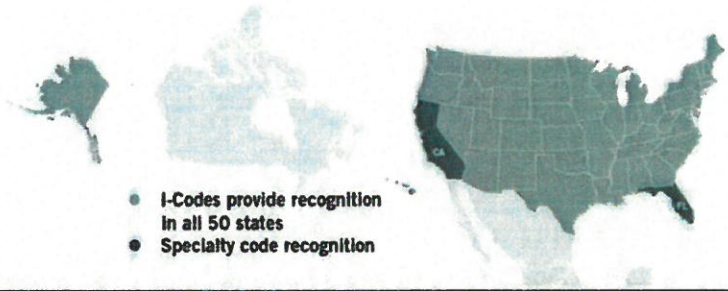 CA
FL
I-Codes provide recognition
in all 50 states
Specialty code recognition